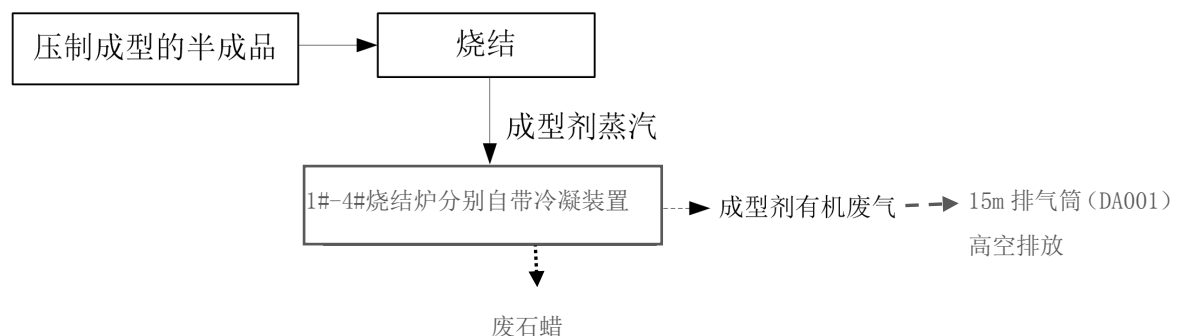 压制成型的半成品
烧结
成型剂蒸汽
1#-4#烧结炉分别自带冷凝装置
成型剂有机废气
15m 排气筒（DA001）
高空排放
废石蜡